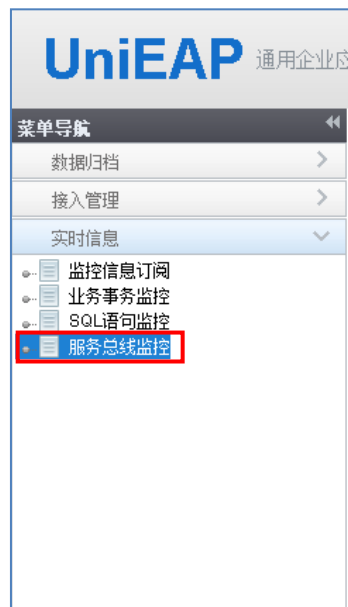 UniEAP 通用企业应
菜单导航
数据归档
接入管理
实时信息
监控信息订阅
业务事务监控
SQL语句监控
服务总线监控